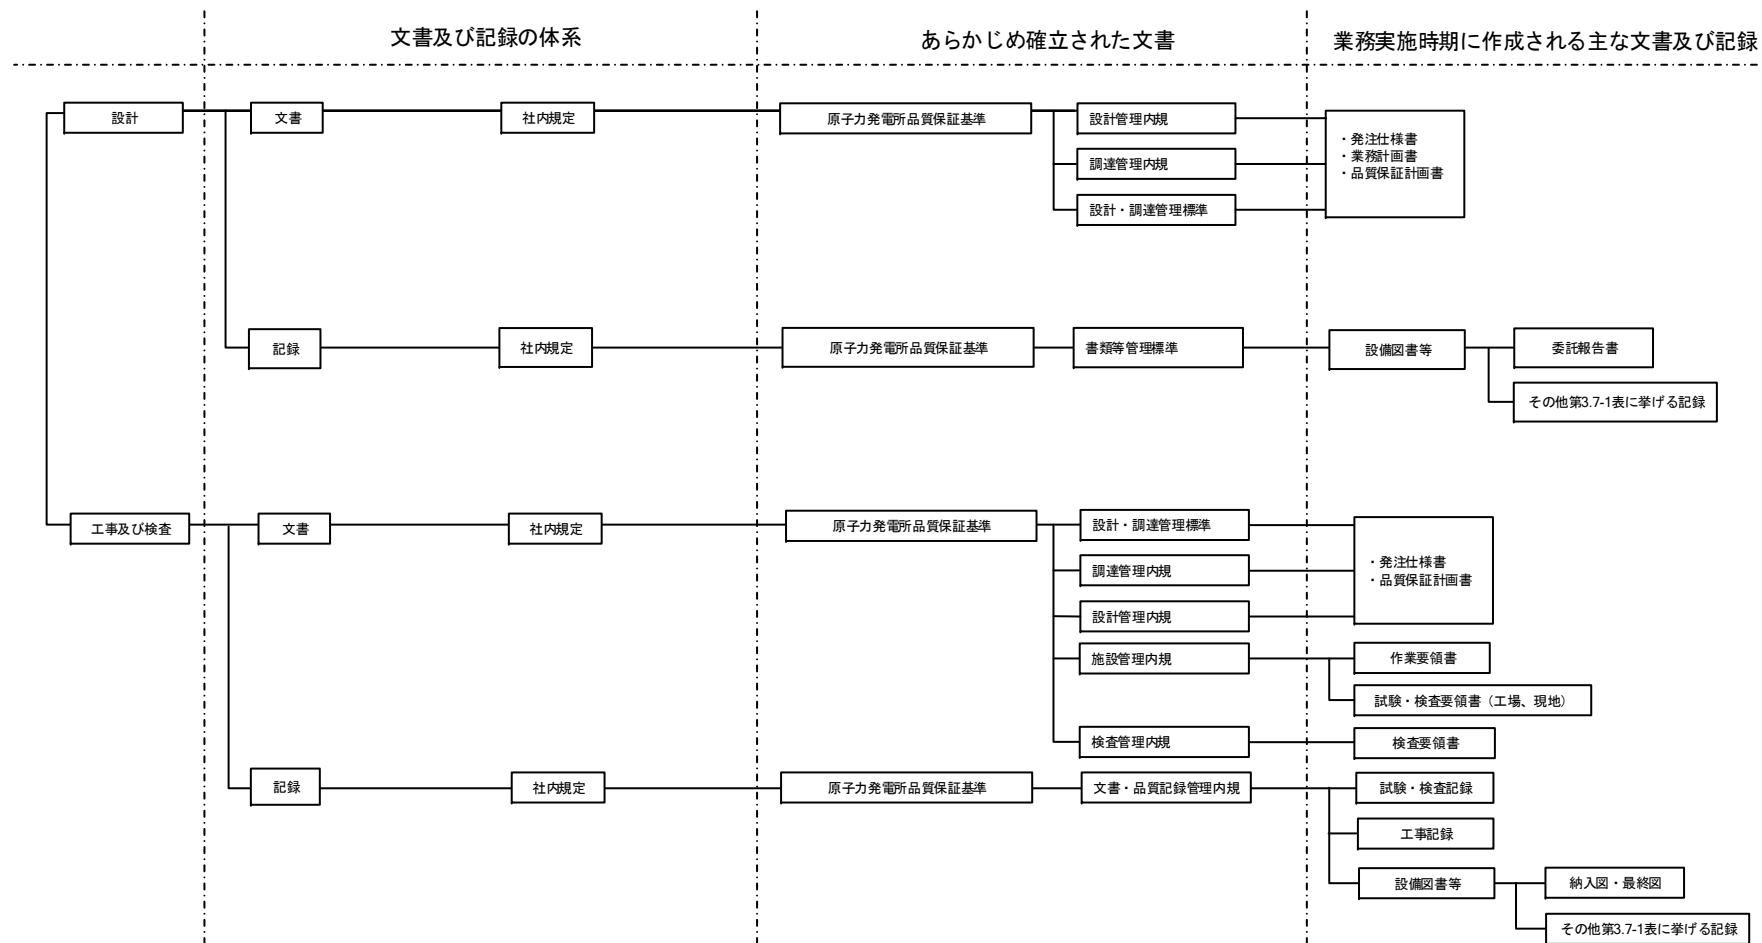 文書及び記録の体系
あらかじめ確立された文書
業務実施時期に作成される主な文書及び記録
設計
文書
社内規定
原子力発電所品質保証基準
設計管理内規
調達管理内規
設計・調達管理標準
・発注仕様書
・業務計画書
・品質保証計画書
記録
社内規定
原子力発電所品質保証基準
書類等管理標準
設備図書等
委託報告書
その他第3.7-1表に挙げる記録
工事及び検査
文書
社内規定
原子力発電所品質保証基準
設計・調達管理標準
調達管理内規
設計管理内規
・発注仕様書
・品質保証計画書
施設管理内規
作業要領書
試験・検査要領書（工場、現地）
検査管理内規
検査要領書
記録
社内規定
原子力発電所品質保証基準
文書・品質記録管理内規
試験・検査記録
工事記録
設備図書等
納入図・最終図
その他第3.7-1表に挙げる記録